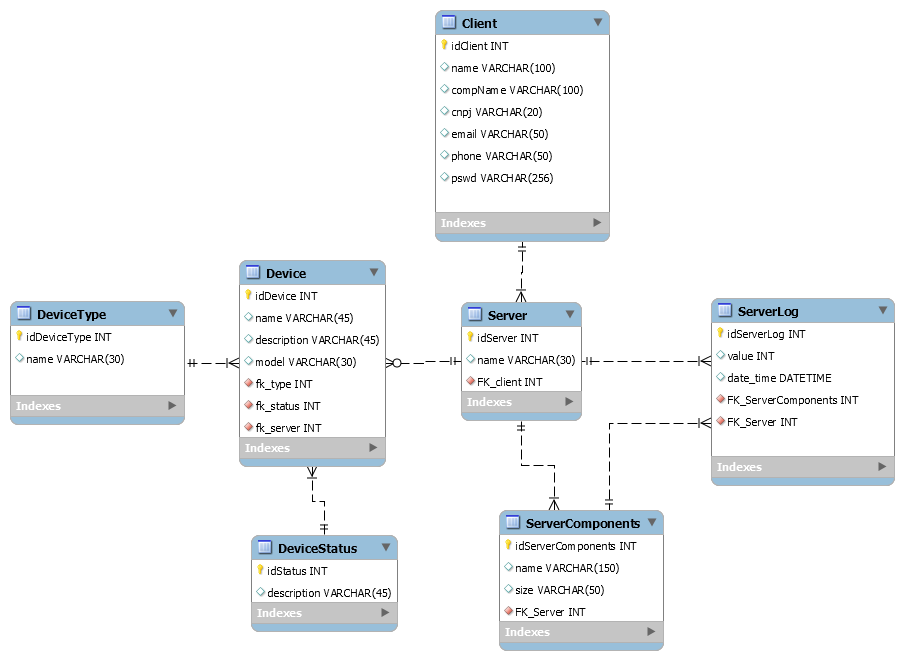 Client
idClient INT
name VARCHAR(100)
compName VARCHAR(100)
cnpj VARCHAR(20)
email VARCHAR(50)
phone VARCHAR(50)
pswd VARCHAR(256)
Indexes
DeviceType
idDeviceType INT
name VARCHAR(30)
Indexes
Device
idDevice INT
name VARCHAR(45)
description VARCHAR(45)
model VARCHAR(30)
fk_type INT
fk_status INT
fk_server INT
Indexes
Server
idServer INT
name VARCHAR(30)
FK_client INT
Indexes
ServerLog
idServerLog INT
value INT
date_time DATETIME
FK_ServerComponents INT
FK_Server INT
Indexes
DeviceStatus
idStatus INT
description VARCHAR(45)
Indexes
ServerComponents
idServerComponents INT
name VARCHAR(150)
size VARCHAR(50)
FK_Server INT
Indexes